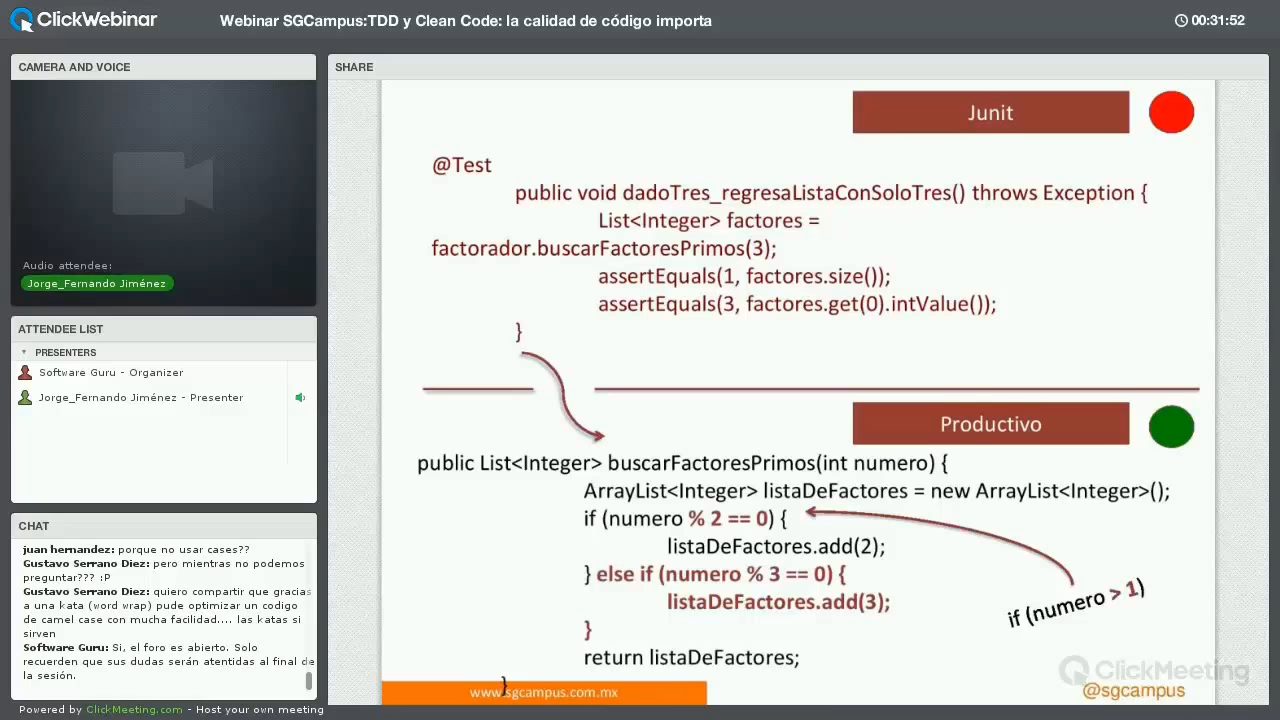 ClickWebinar
Webinar SGCampus:TDD y Clean Code: la calidad de código importa
00:31:52
CAMERA AND VOICE
Audio attendee:
Jorge_Fernando Jiménez
ATTENDEE LIST
PRESENTERS
Software Guru - Organizer
Jorge_Fernando Jiménez - Presenter
CHAT
juan hernandez: porque no usar cases??
Gustavo Serrano Diez: pero mientras no podemos
preguntar??? :P
Gustavo Serrano Diez: quiero compartir que gracias
a una kata (word wrap) pude optimizar un codigo
de camel case con mucha facilidad.... las katas si
sirven
Software Guru: Si, el foro es abierto. Solo
recuerden que sus dudas serán atentidas al final de
la sesión.
Powered by ClickMeeting.com - Host your own meeting
SHARE
Junit
@Test
public void dadoTres_regresaListaConSoloTres() throws Exception {
List<Integer> factores =
factorador.buscarFactoresPrimos(3);
assertEquals(1, factores.size());
assertEquals(3, factores.get(0).intValue());
}
Productivo
public List<Integer> buscarFactoresPrimos(int numero) {
ArrayList<Integer> listaDeFactores = new ArrayList<Integer>();
if (numero % 2 == 0) {
listaDeFactores.add(2);
} else if (numero % 3 == 0) {
listaDeFactores.add(3);
}
return listaDeFactores;
}
if (numero > 1)
www.sgcampus.com.mx
ClickMeeting
@sgcampus